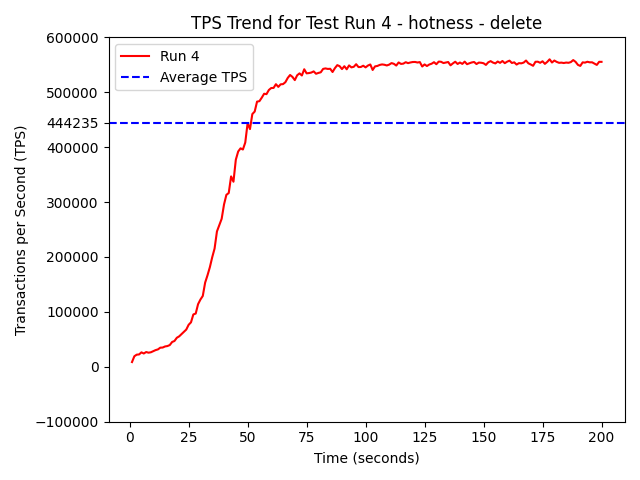 TPS Trend for Test Run 4 - hotness - delete
Run 4
Average TPS
600000
500000
444235
400000
300000
200000
100000
0
−100000
Transactions per Second (TPS)
0 25 50 75 100 125 150 175 200
Time (seconds)